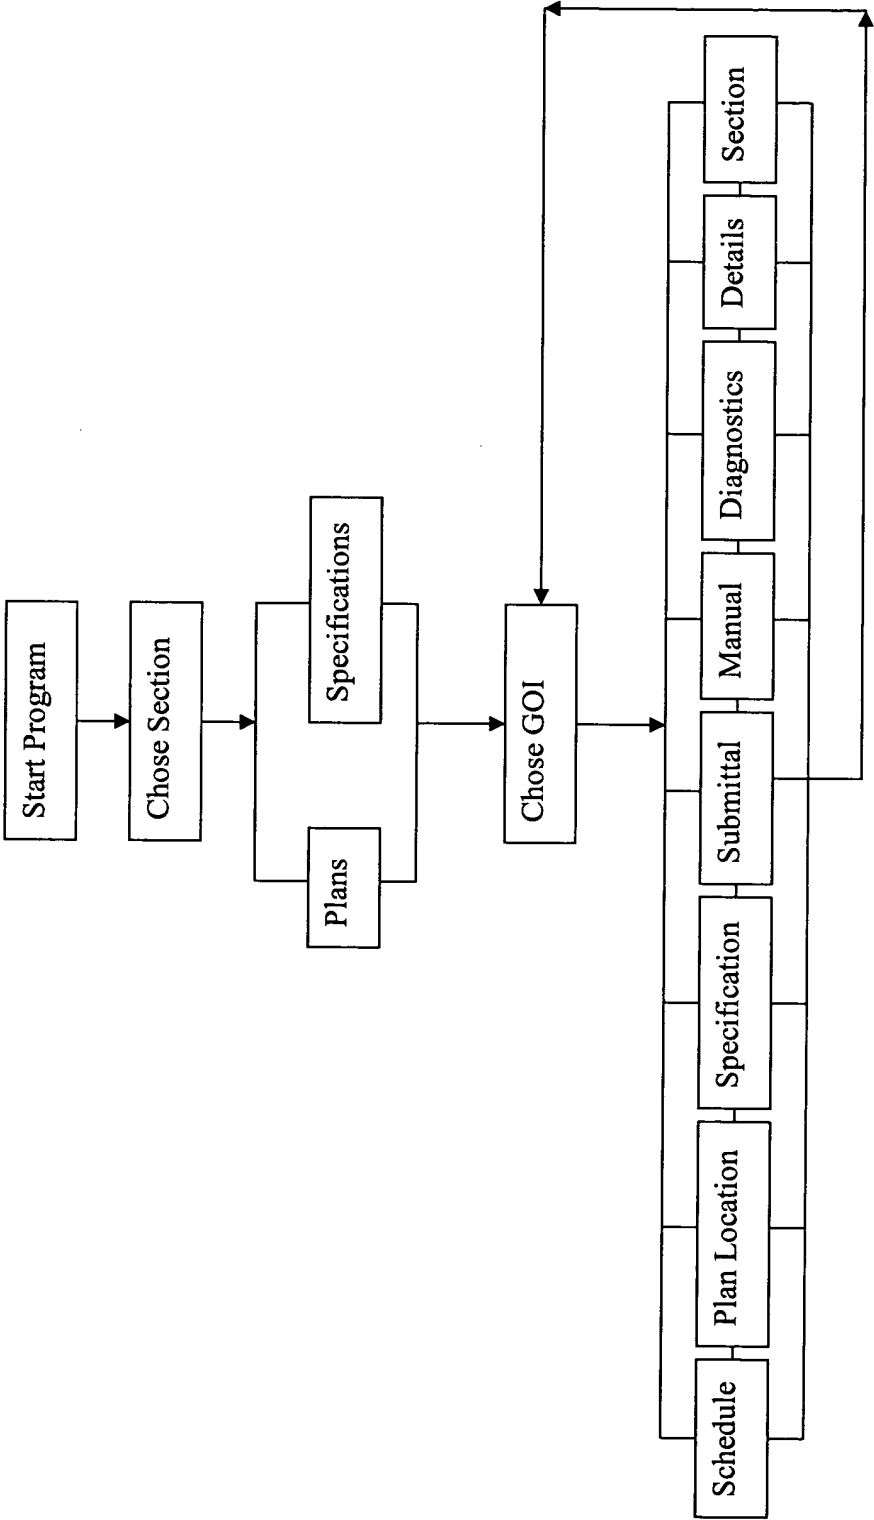 Start Program
Chose Section
Plans
Specifications
Chose GOI
Schedule
Plan Location
Specification
Submittal
Manual
Diagnostics
Details
Section